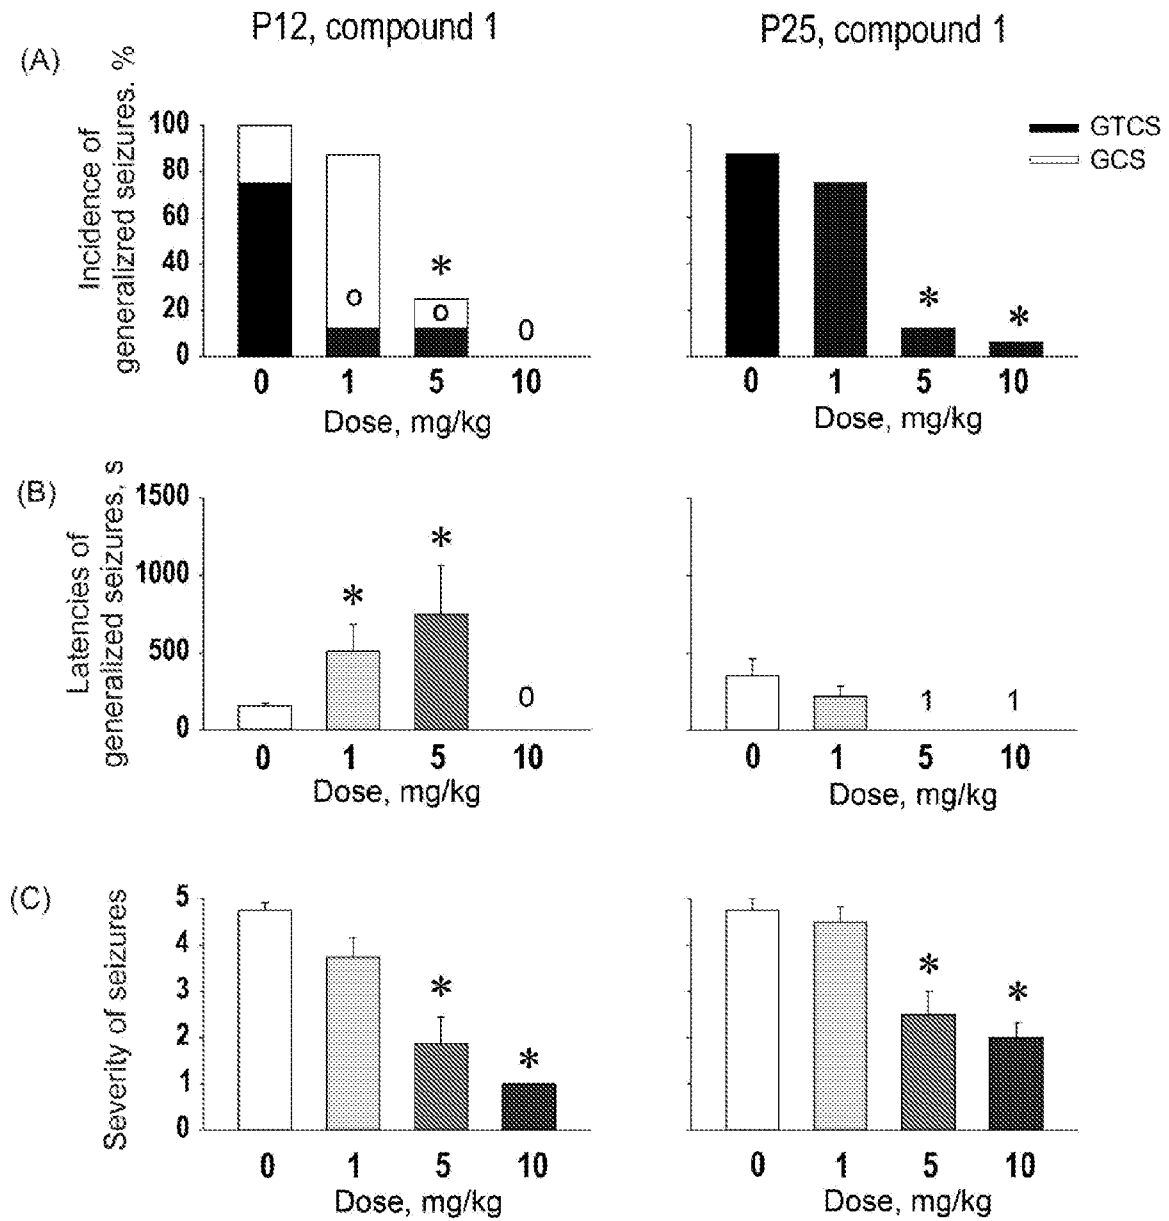 P12, compound 1
P25, compound 1
(A)
Incidence of
generalizred seizures. %
100
80
60
40
20
0
o
o
*
0
0 1 5 10
Dose, mg/kg
*
*
0 1 5 10
Dose, mg/kg
GTCS
GCS
(B)
Latencies of
generalized seizures, s
1500
1000
500
0
*
*
0
0 1 5 10
Dose, mg/kg
1 1
0 1 5 10
Dose, mg/kg
(C)
Severity of seizures
5
4
3
2
1
0
*
*
0 1 5 10
Dose, mg/kg
*
*
0 1 5 10
Dose, mg/kg